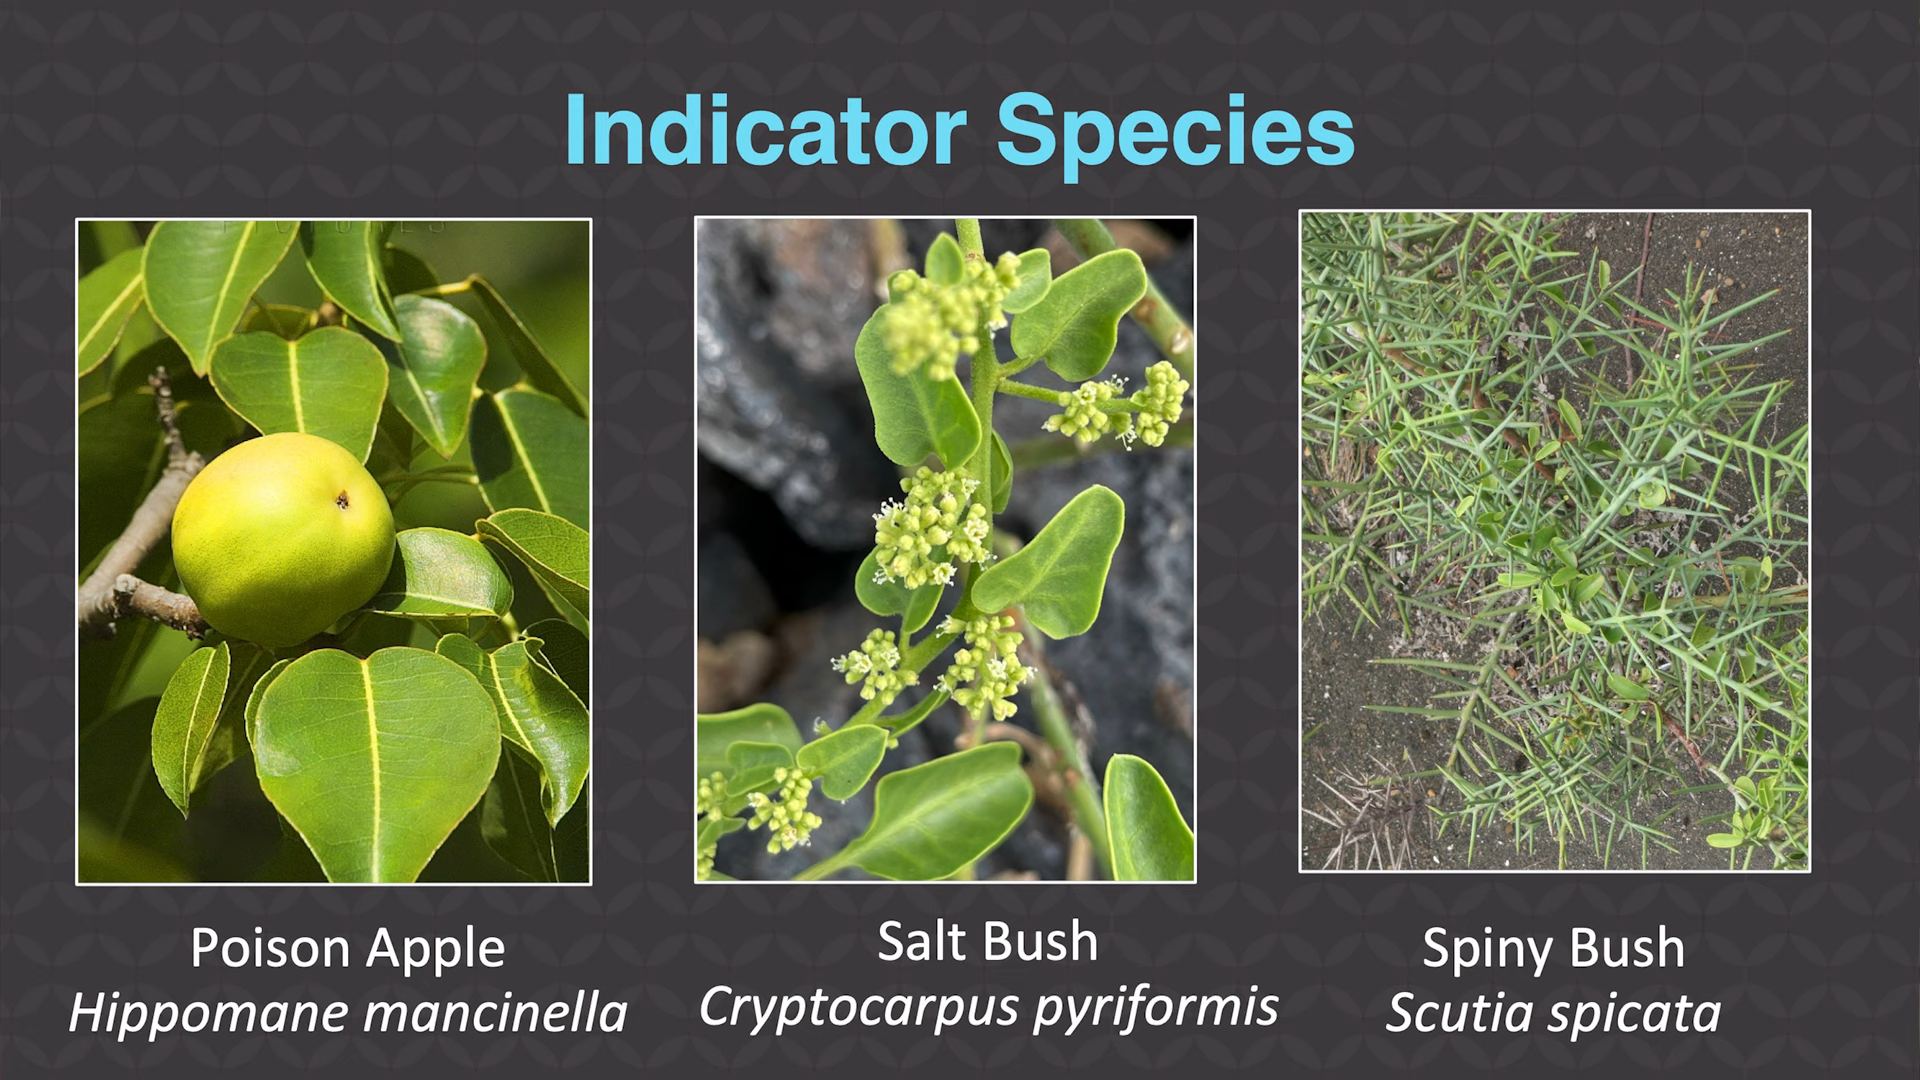 Indicator Species
Poison Apple
Hippomane mancinella
Salt Bush
Cryptocarpus pyriformis
Spiny Bush
Scutia spicata